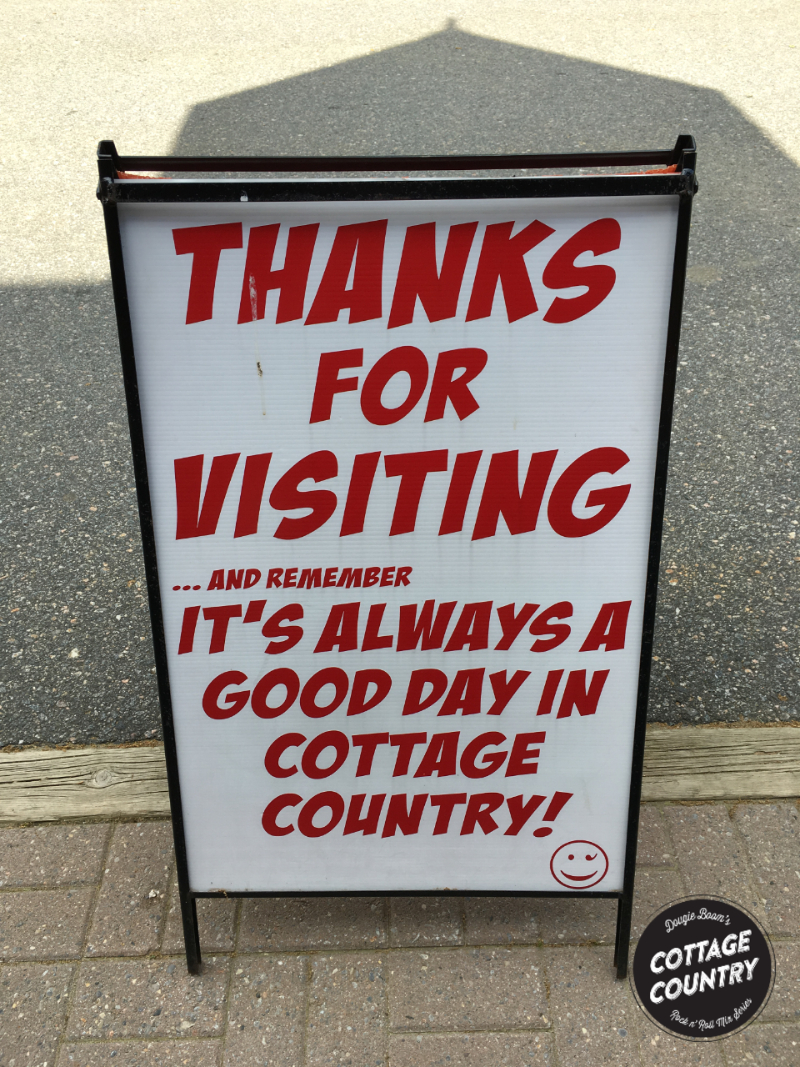 THANKS
FOR
VISITING
... AND REMEMBER
IT'S ALWAYS A
GOOD DAY IN
COTTAGE
COUNTRY!
Dougie Boom's
COTTAGE
COUNTRY
Rock n' Roll Mix Series